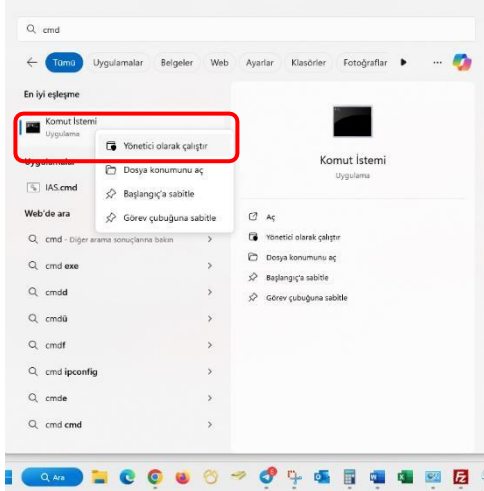 cmd
Tümü Uygulamalar Belgeler Web Ayarlar Klasörler Fotoğraflar ...
En iyi eşleşme
Komut İstemi
Uygulama
Yönetici olarak çalıştır
Dosya konumunu aç
Başlangıç'a sabitle
Görev çubuğuna sabitle
Uygulamalar
IAS.cmd
Web'de ara
cmd - Diğer arama sonuçlarına bakın
cmd exe
cmdd
cmdü
cmdf
cmd ipconfig
cmde
cmd cmd
Komut İstemi
Uygulama
Aç
Yönetici olarak çalıştır
Dosya konumunu aç
Başlangıç'a sabitle
Görev çubuğuna sabitle
Ara